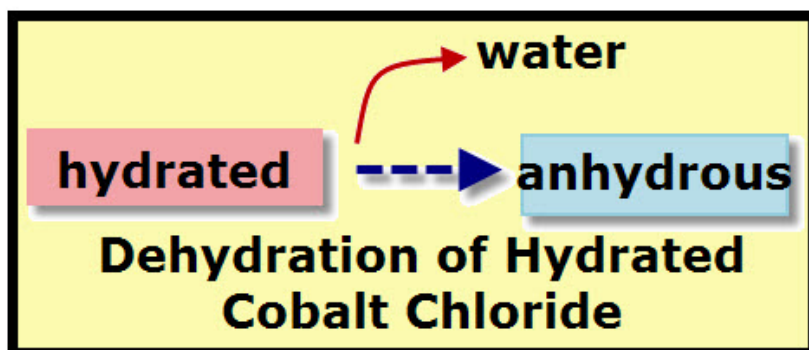 water
hydrated
anhydrous
Dehydration of Hydrated
Cobalt Chloride